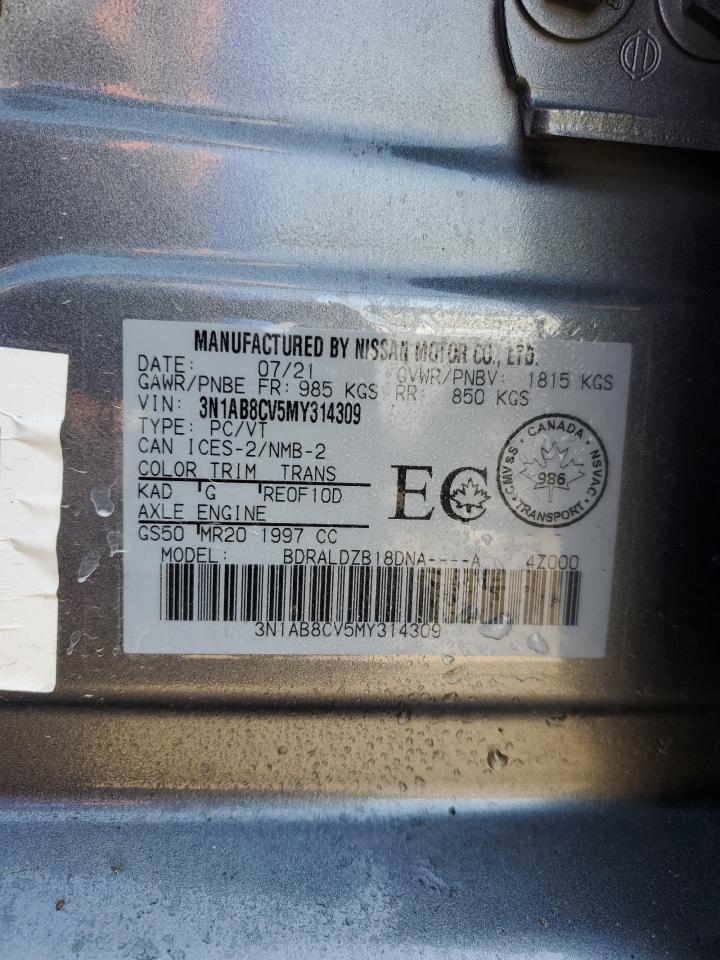 MANUFACTURED BY NISSAN MOTOR CO., LTD.
DATE: 07/21 GVWR/PNBV: 1815 KGS
GAWR/PNBE FR: 985 KGS RR: 850 KGS
VIN: 3N1AB8CV5MY314309
TYPE: PC/VT
CAN ICES-2/NMB-2
COLOR TRIM TRANS
KAD G RE0F10D
AXLE ENGINE
GS50 MR20 1997 CC
EC
CANADA
CMVSS 986 NSVAC
TRANSPORT
MODEL: BDRALDZB18DNA----A 4Z000
3N1AB8CV5MY314309